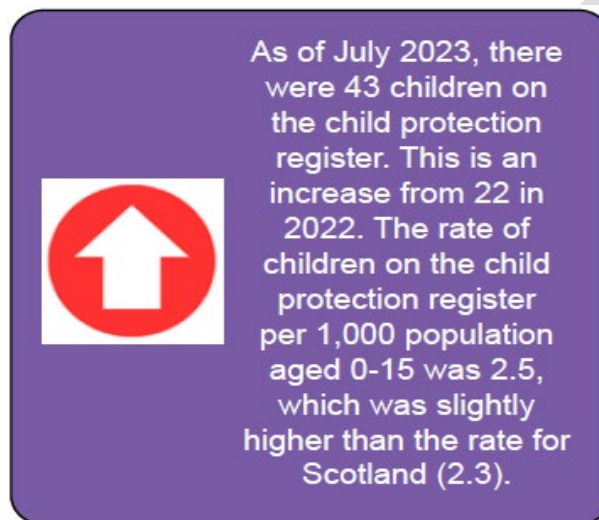 As of July 2023, there
were 43 children on
the child protection
register. This is an
increase from 22 in
2022. The rate of
children on the child
protection register
per 1,000 population
aged 0-15 was 2.5,
which was slightly
higher than the rate for
Scotland (2.3).